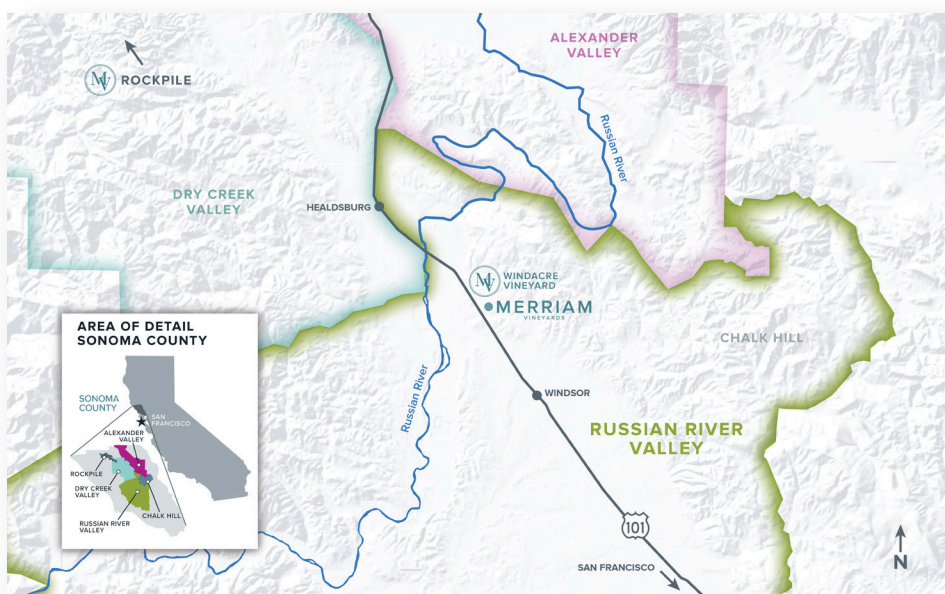 ALEXANDER
VALLEY
MV ROCKPILE
Russian River
DRY CREEK
VALLEY
HEALDSBURG
MV WINDACRE
VINEYARD
MERRIAM
VINEYARDS
CHALK HILL
WINDSOR
Russian River
RUSSIAN RIVER
VALLEY
101
SAN FRANCISCO
N
AREA OF DETAIL
SONOMA COUNTY
SONOMA
COUNTY
SAN
FRANCISCO
ALEXANDER
VALLEY
ROCKPILE
DRY CREEK
VALLEY
CHALK HILL
RUSSIAN RIVER
VALLEY